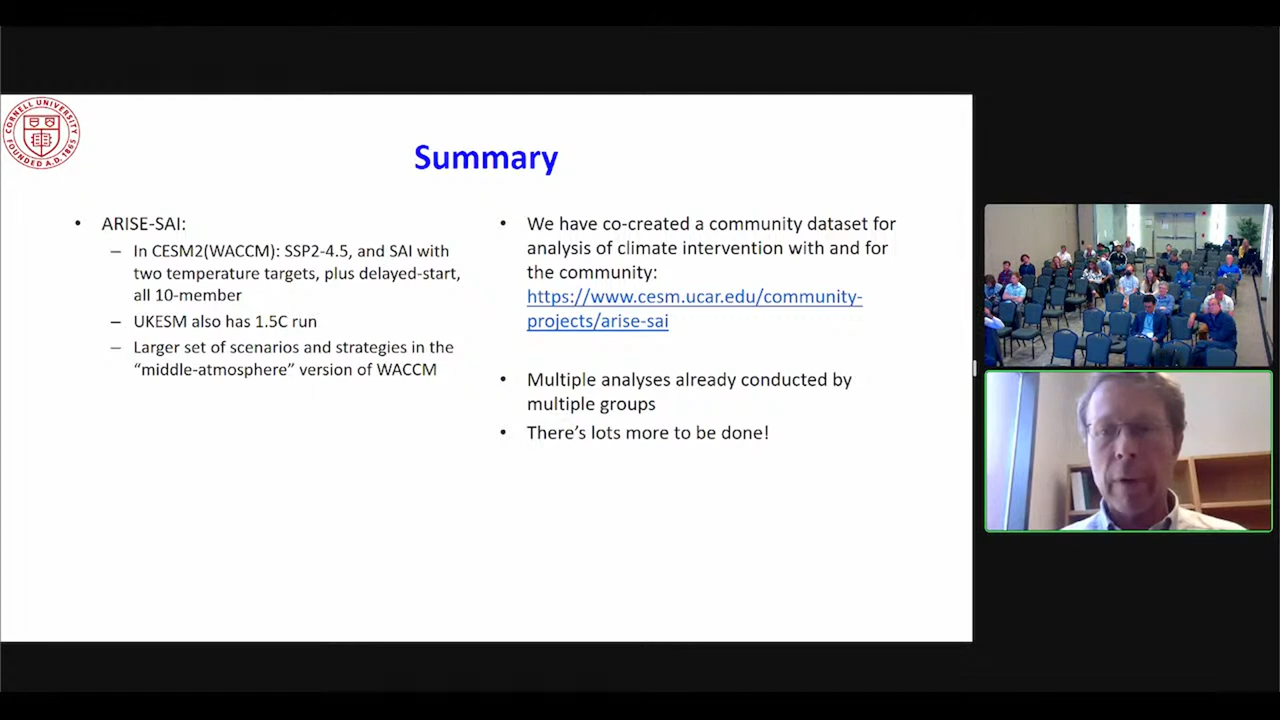 CORNELL UNIVERSITY
FOUNDED A.D. 1865
Summary
• ARISE-SAI:
– In CESM2(WACCM): SSP2-4.5, and SAI with
two temperature targets, plus delayed-start,
all 10-member
– UKESM also has 1.5C run
– Larger set of scenarios and strategies in the
“middle-atmosphere” version of WACCM
• We have co-created a community dataset for
analysis of climate intervention with and for
the community:
https://www.cesm.ucar.edu/community-
projects/arise-sai
• Multiple analyses already conducted by
multiple groups
• There’s lots more to be done!